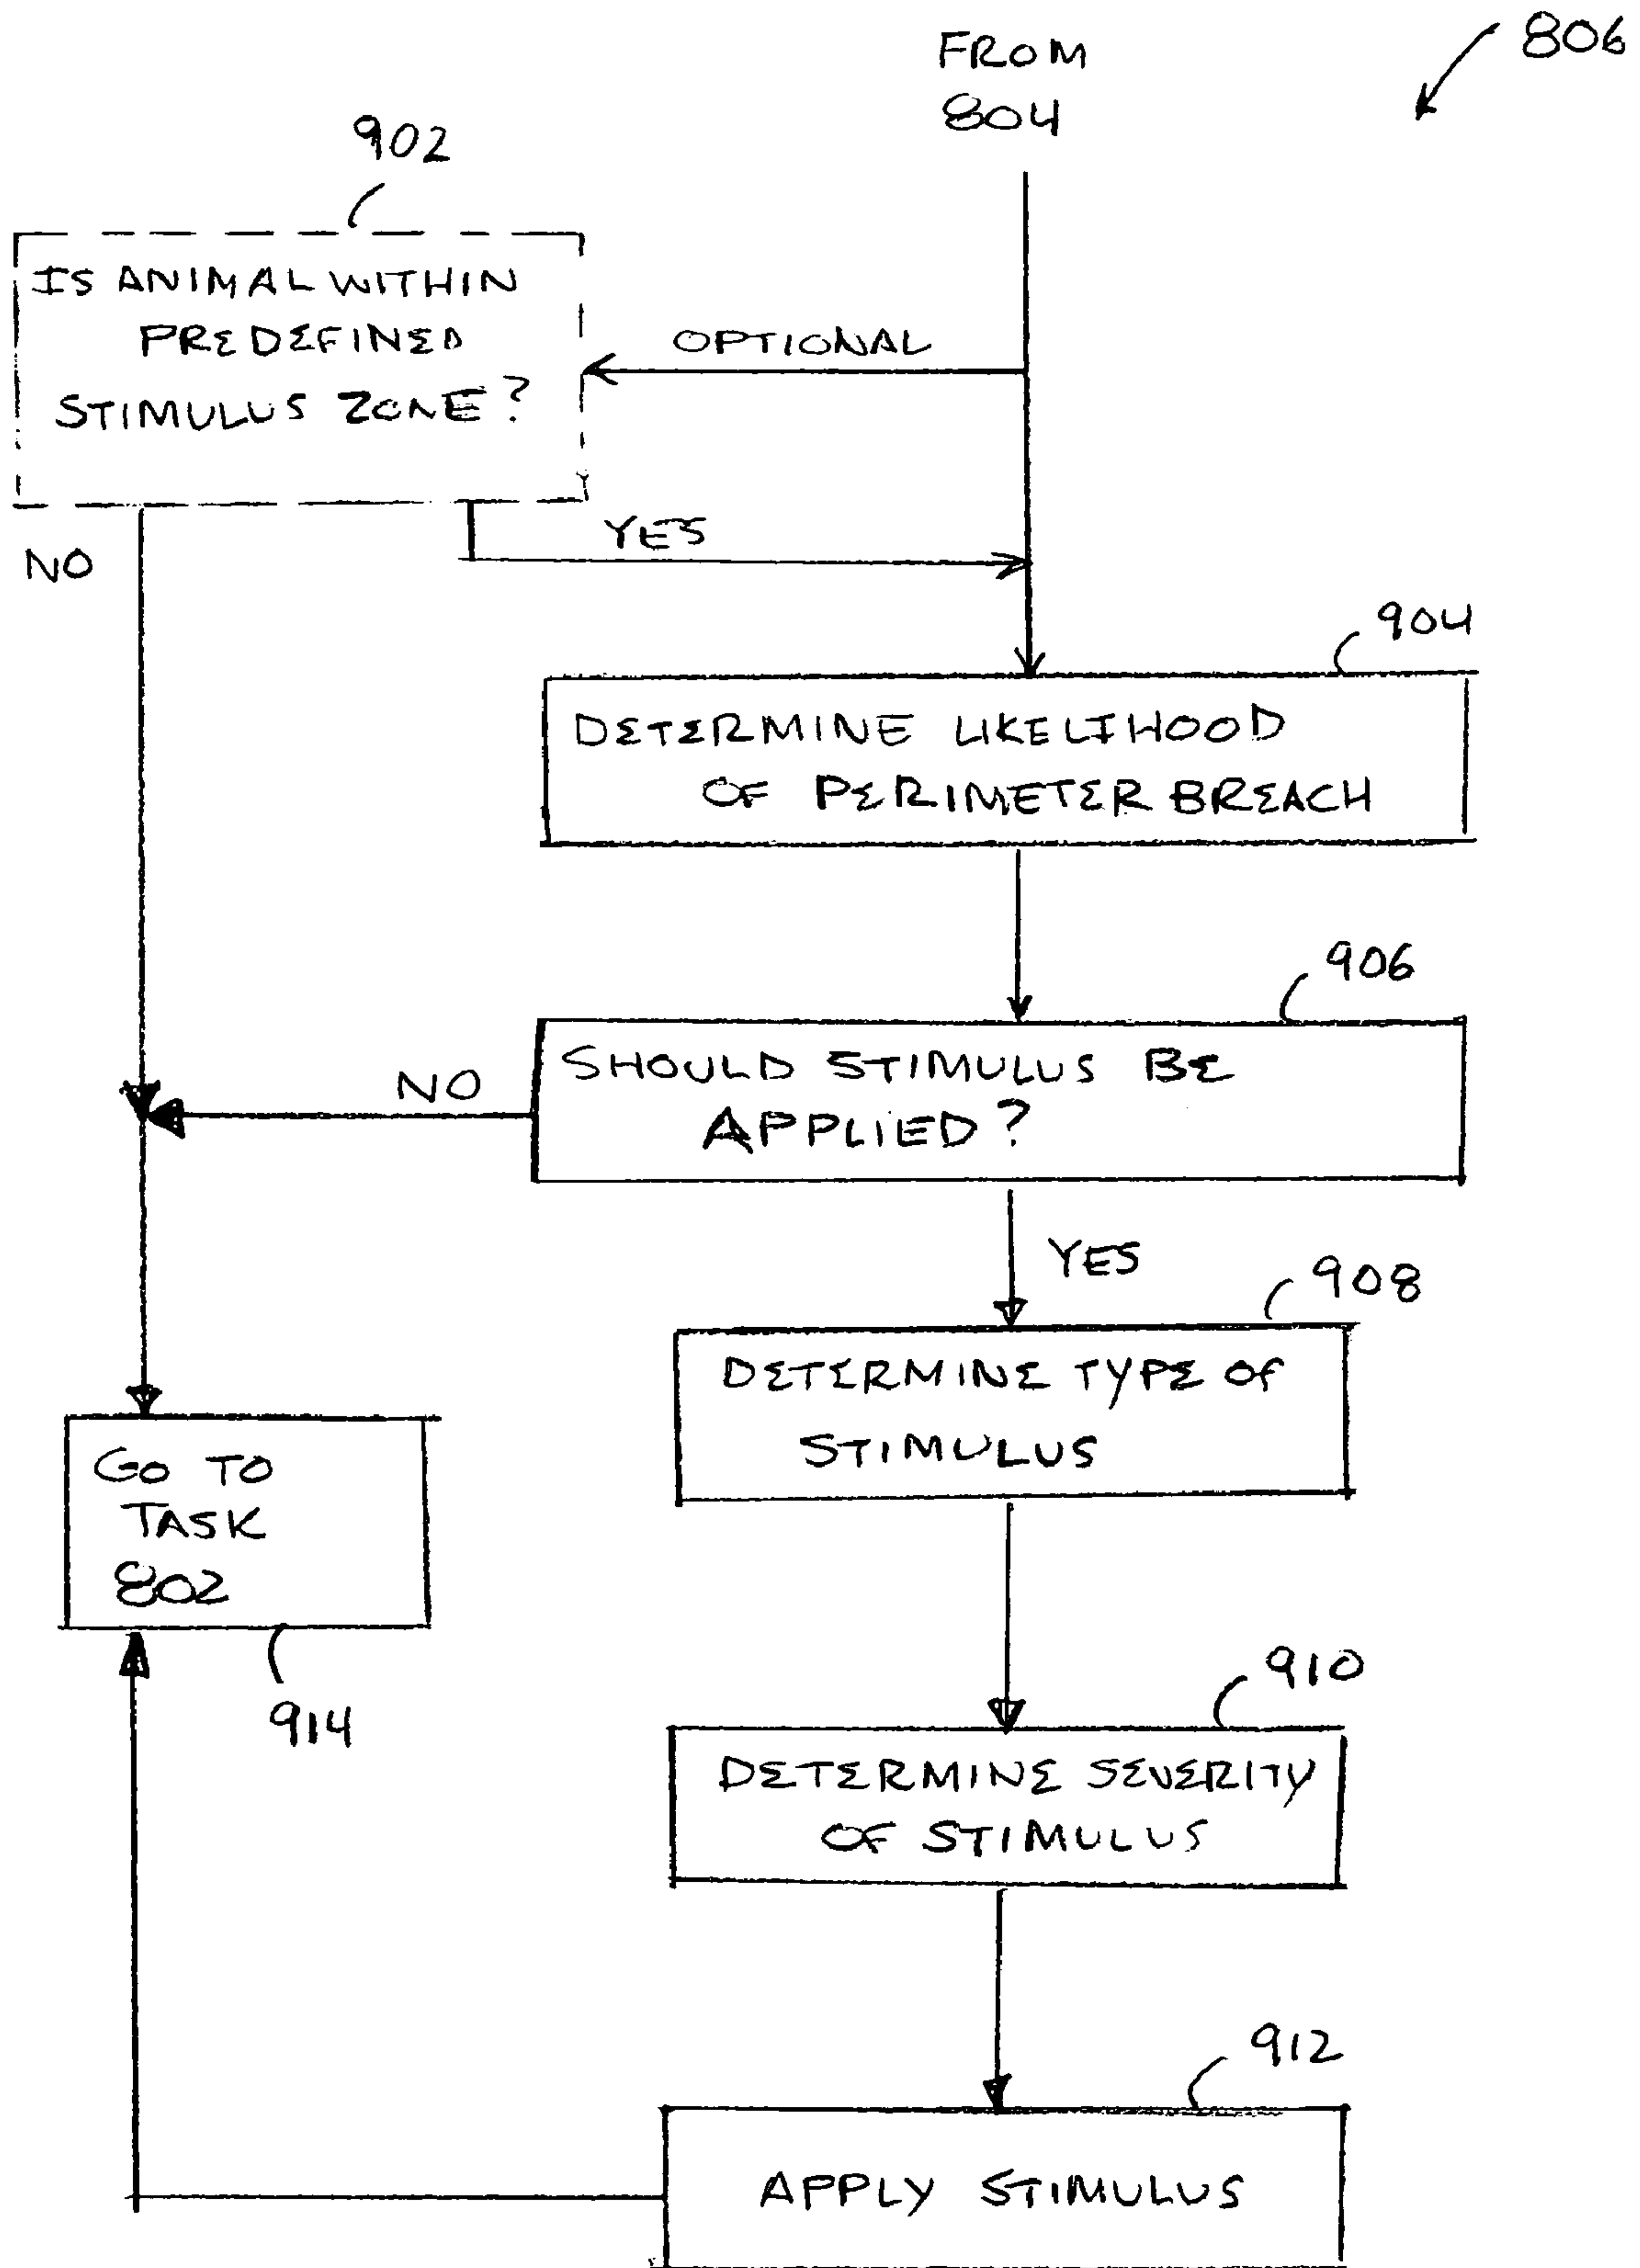 806
FROM
804
902
IS ANIMAL WITHIN
PREDEFINED
STIMULUS ZONE?
OPTIONAL
YES
NO
904
DETERMINE LIKELIHOOD
OF PERIMETER BREACH
906
SHOULD STIMULUS BE
APPLIED?
NO
YES
908
DETERMINE TYPE OF
STIMULUS
GO TO
TASK
802
914
910
DETERMINE SEVERITY
OF STIMULUS
912
APPLY STIMULUS